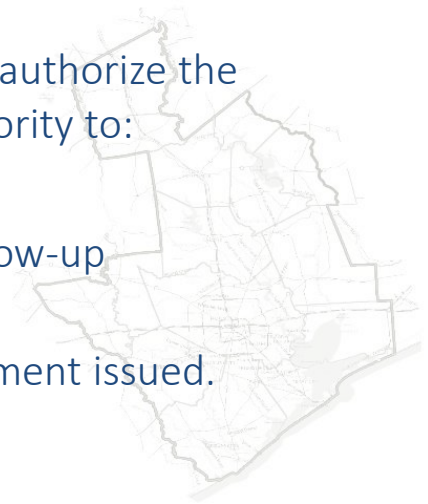 authorize the
ority to:
ow-up
ment issued.